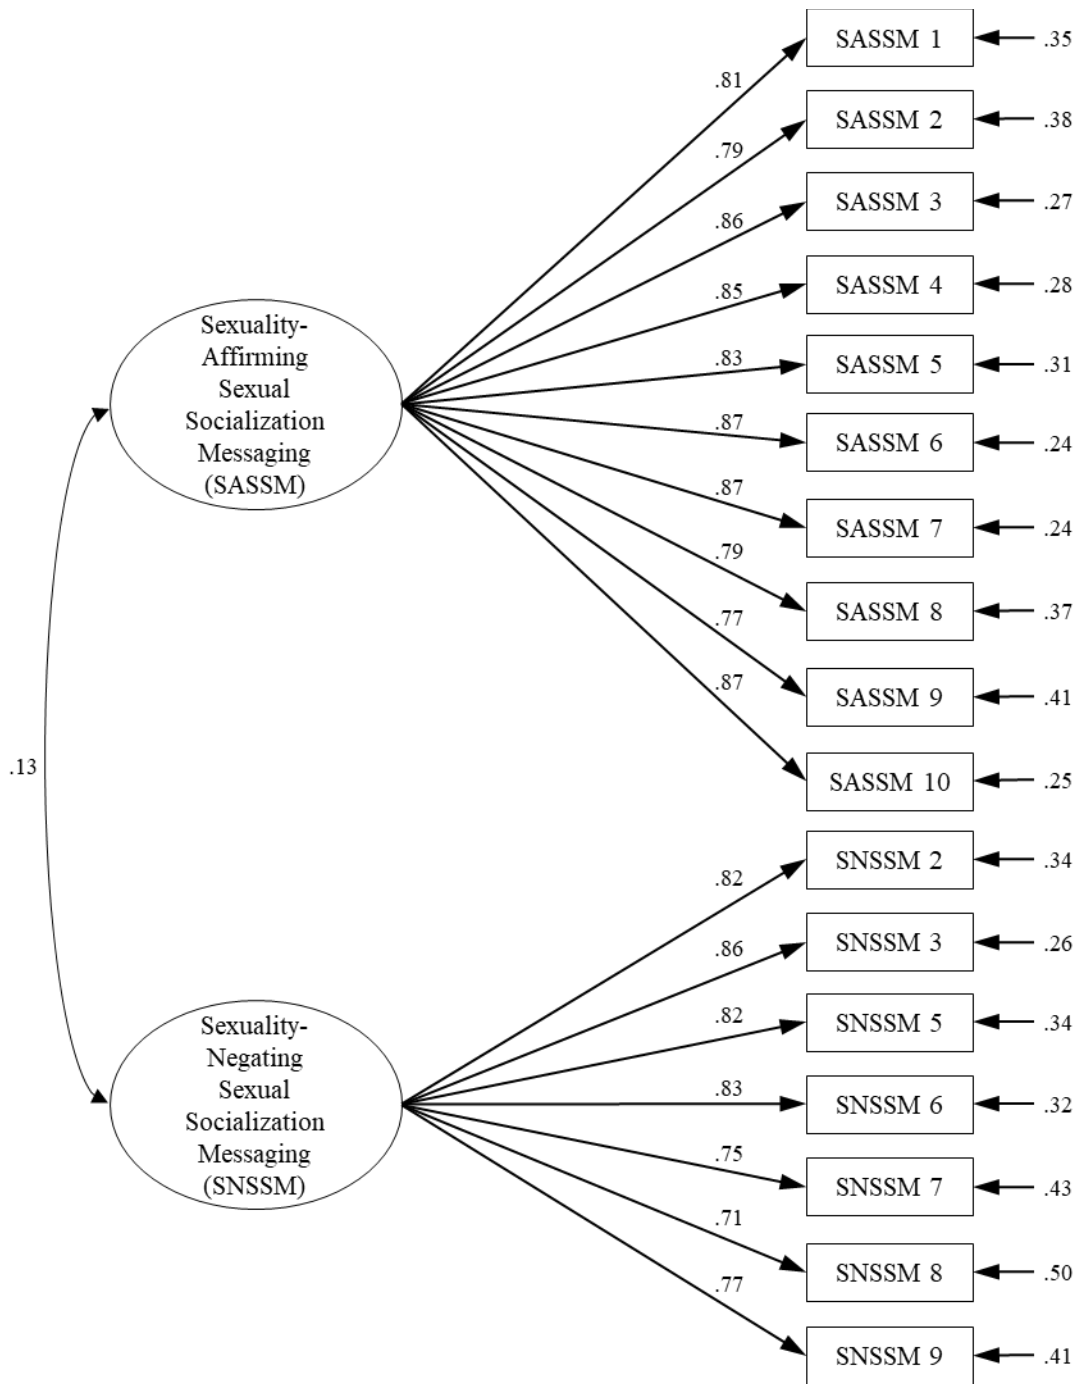 SASSM 1
.35
.81
SASSM 2
.38
.79
SASSM 3
.27
.86
SASSM 4
.28
.85
Sexuality-
Affirming
Sexual
Socialization
Messaging
(SASSM)
SASSM 5
.31
.83
SASSM 6
.24
.87
SASSM 7
.24
.87
SASSM 8
.37
.79
SASSM 9
.41
.77
SASSM 10
.25
.87
.13
SNSSM 2
.34
.82
SNSSM 3
.26
.86
SNSSM 5
.34
.82
Sexuality-
Negating
Sexual
Socialization
Messaging
(SNSSM)
SNSSM 6
.32
.83
SNSSM 7
.43
.75
SNSSM 8
.50
.71
SNSSM 9
.41
.77